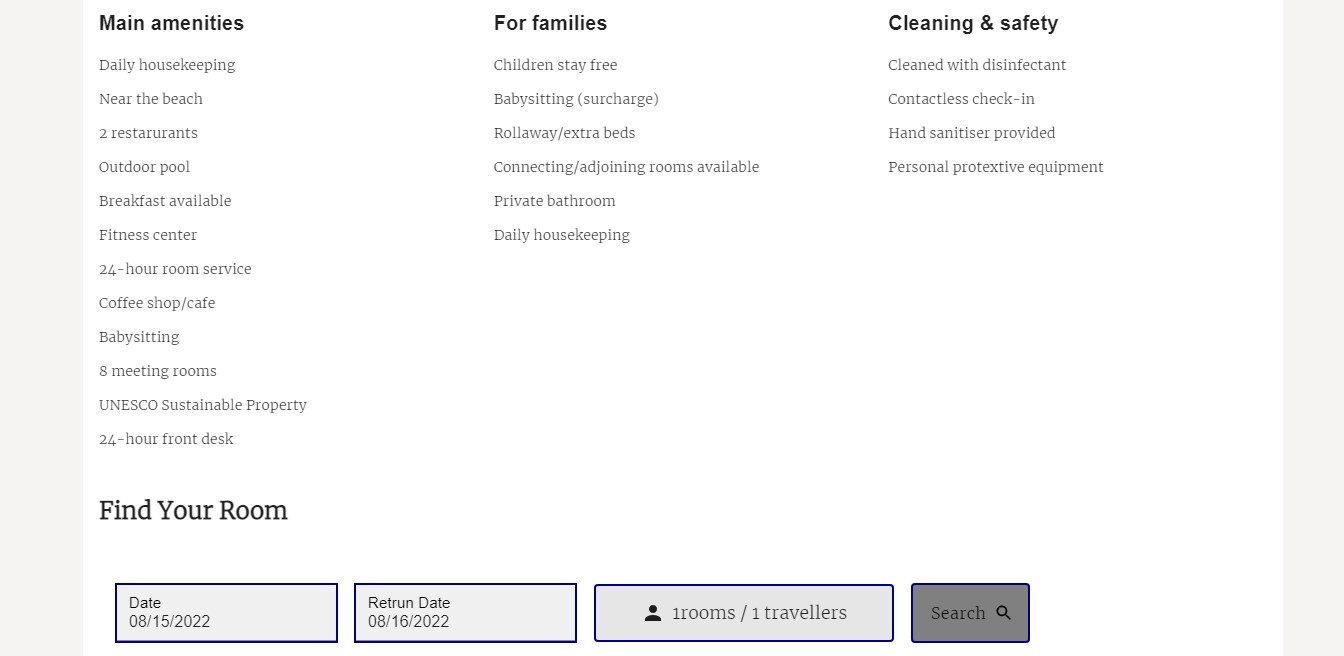 Main amenities
Daily housekeeping
Near the beach
2 restarurants
Outdoor pool
Breakfast available
Fitness center
24-hour room service
Coffee shop/cafe
Babysitting
8 meeting rooms
UNESCO Sustainable Property
24-hour front desk
For families
Children stay free
Babysitting (surcharge)
Rollaway/extra beds
Connecting/adjoining rooms available
Private bathroom
Daily housekeeping
Cleaning & safety
Cleaned with disinfectant
Contactless check-in
Hand sanitiser provided
Personal protextive equipment
Find Your Room
Date
08/15/2022
Retrun Date
08/16/2022
1rooms / 1 travellers
Search